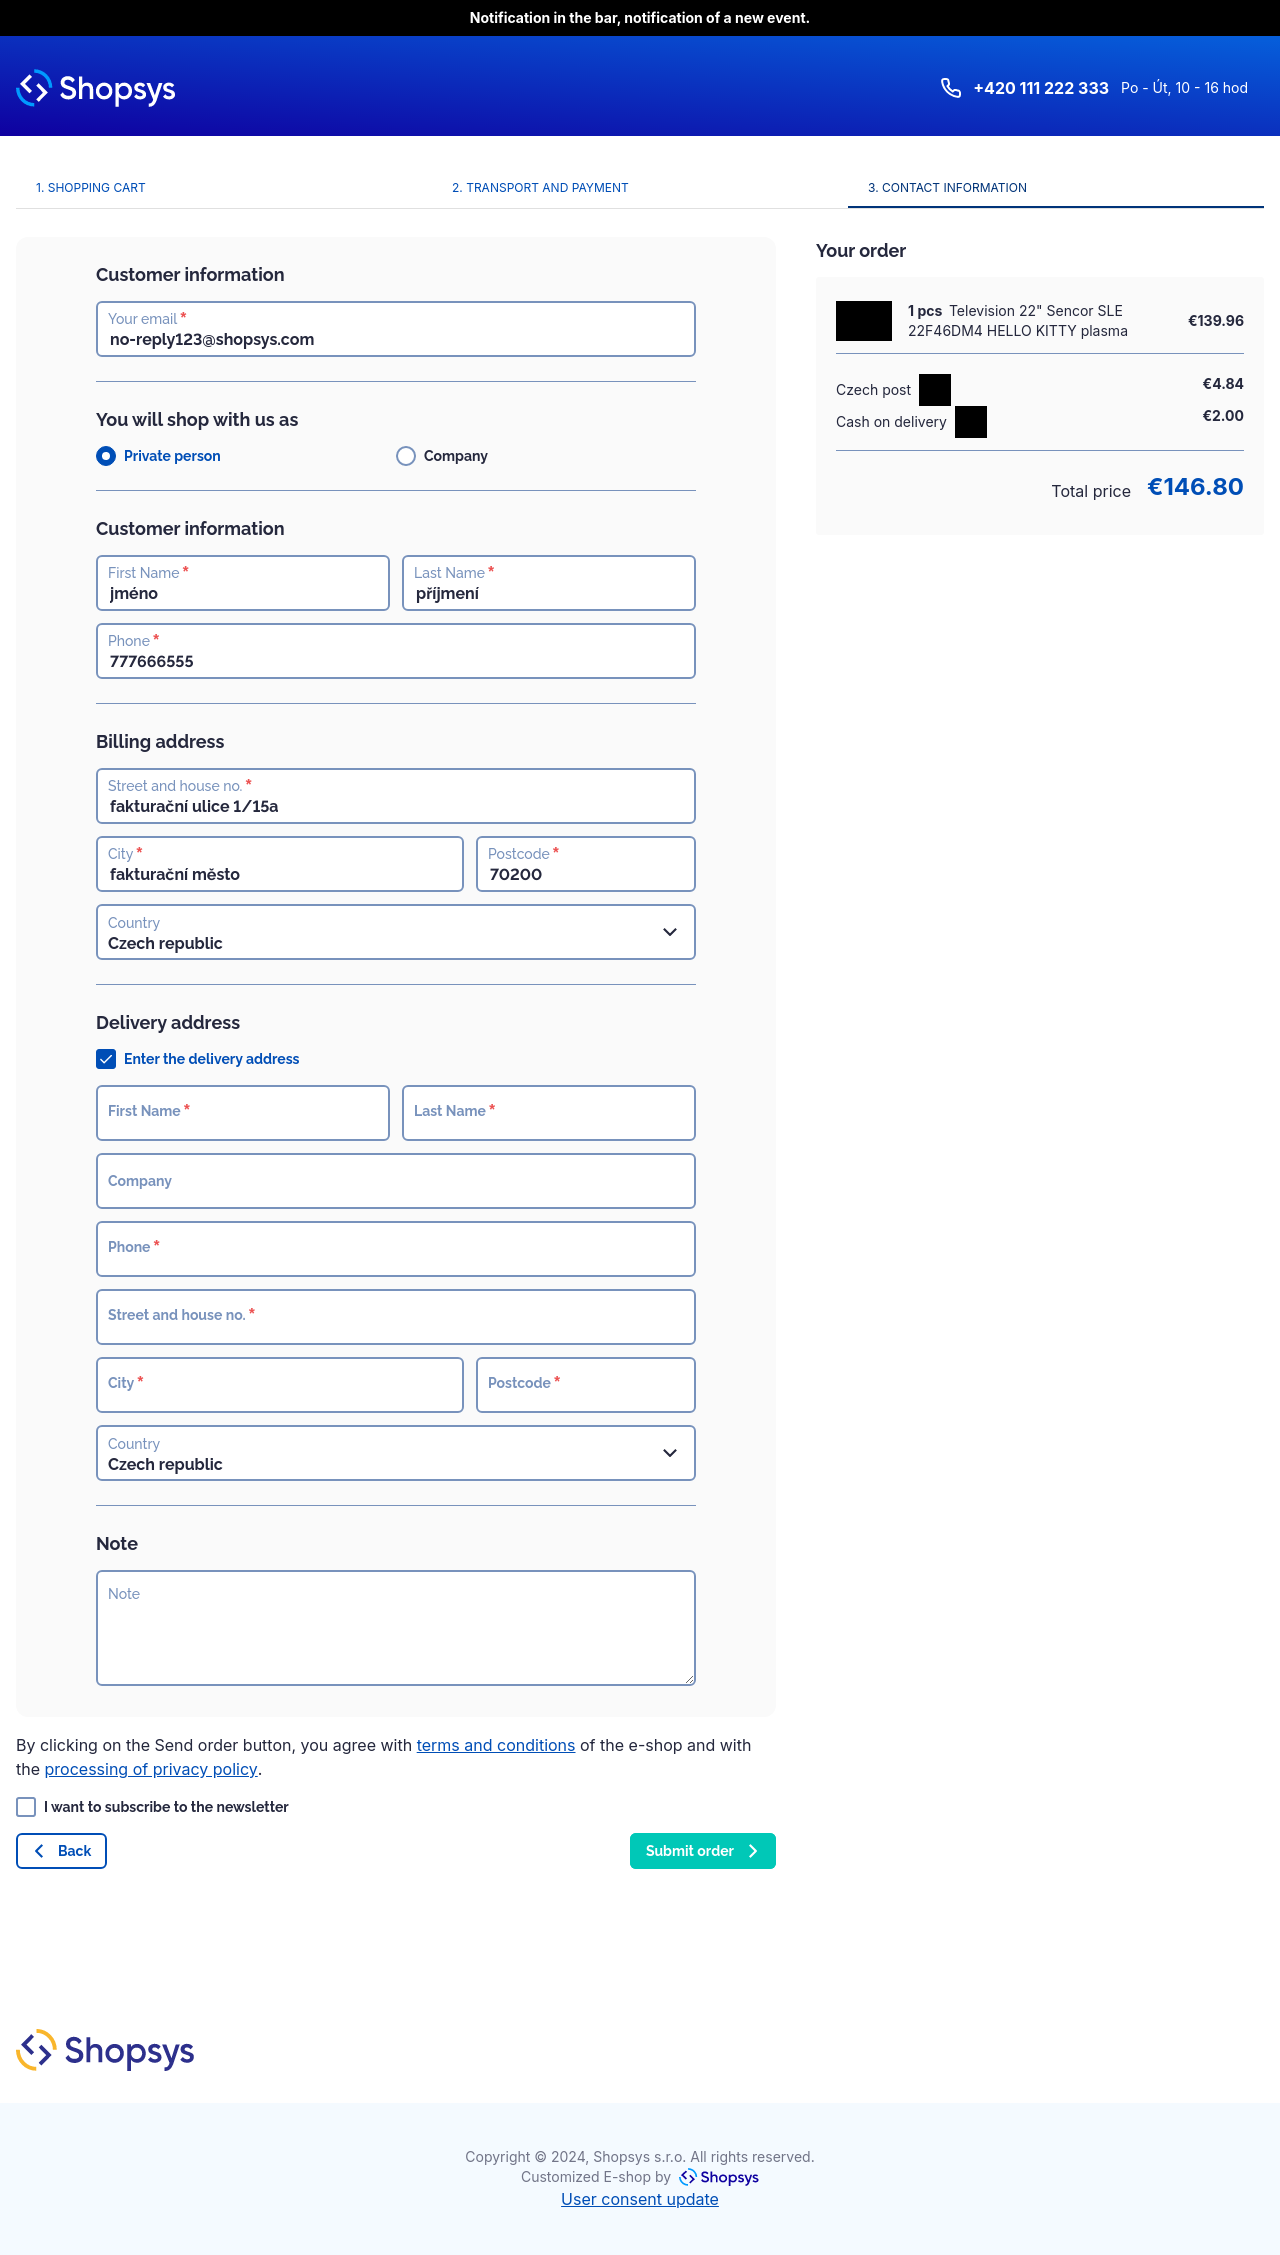 Notification in the bar, notification of a new event.
Shopsys
+420 111 222 333 Po - Út, 10 - 16 hod
1. SHOPPING CART
2. TRANSPORT AND PAYMENT
3. CONTACT INFORMATION
Customer information
Your email *
no-reply123@shopsys.com
You will shop with us as
Private person
Company
Customer information
First Name *
jméno
Last Name *
příjmení
Phone *
777666555
Billing address
Street and house no. *
fakturační ulice 1/15a
City *
fakturační město
Postcode *
70200
Country
Czech republic
Delivery address
Enter the delivery address
First Name *
Last Name *
Company
Phone *
Street and house no. *
City *
Postcode *
Country
Czech republic
Note
Note
By clicking on the Send order button, you agree with terms and conditions of the e-shop and with
the processing of privacy policy.
I want to subscribe to the newsletter
Back
Submit order
Your order
1 pcs Television 22" Sencor SLE
22F46DM4 HELLO KITTY plasma
€139.96
Czech post
€4.84
Cash on delivery
€2.00
Total price €146.80
Shopsys
Copyright © 2024, Shopsys s.r.o. All rights reserved.
Customized E-shop by Shopsys
User consent update